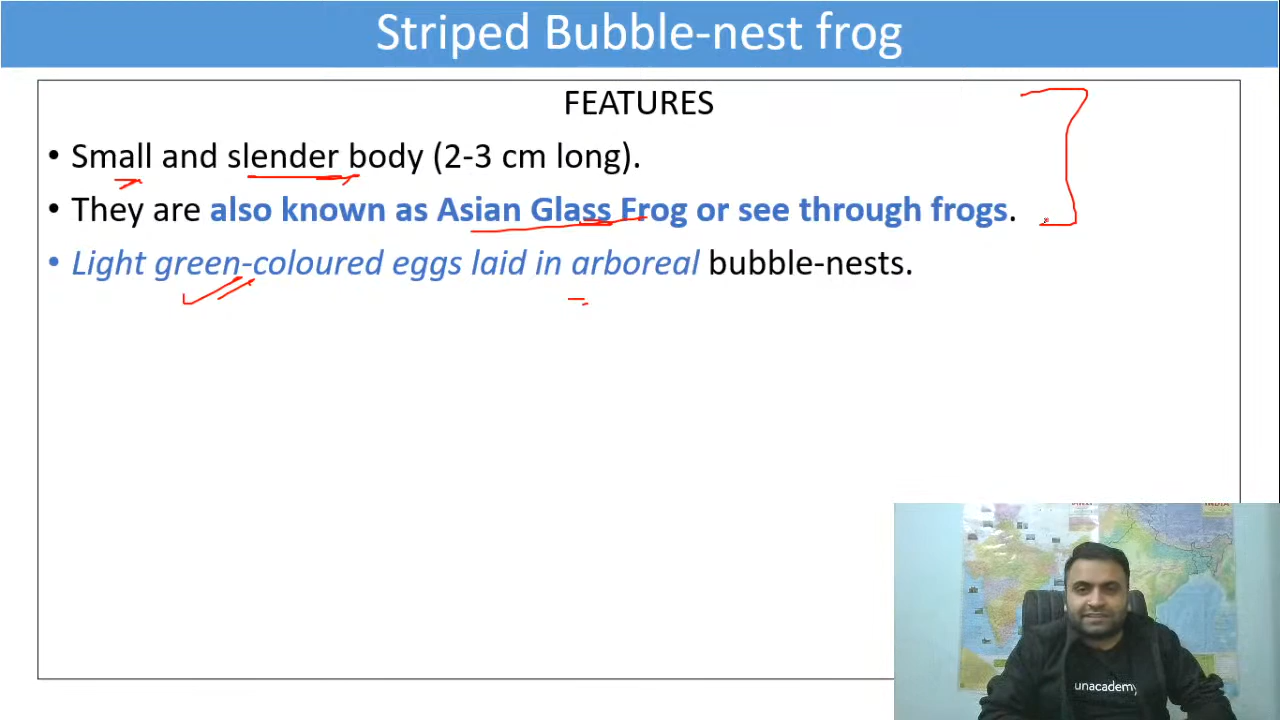 Striped Bubble-nest frog
FEATURES
• Small and slender body (2-3 cm long).
• They are also known as Asian Glass Frog or see through frogs.
• Light green-coloured eggs laid in arboreal bubble-nests.
INDIA
unacademy